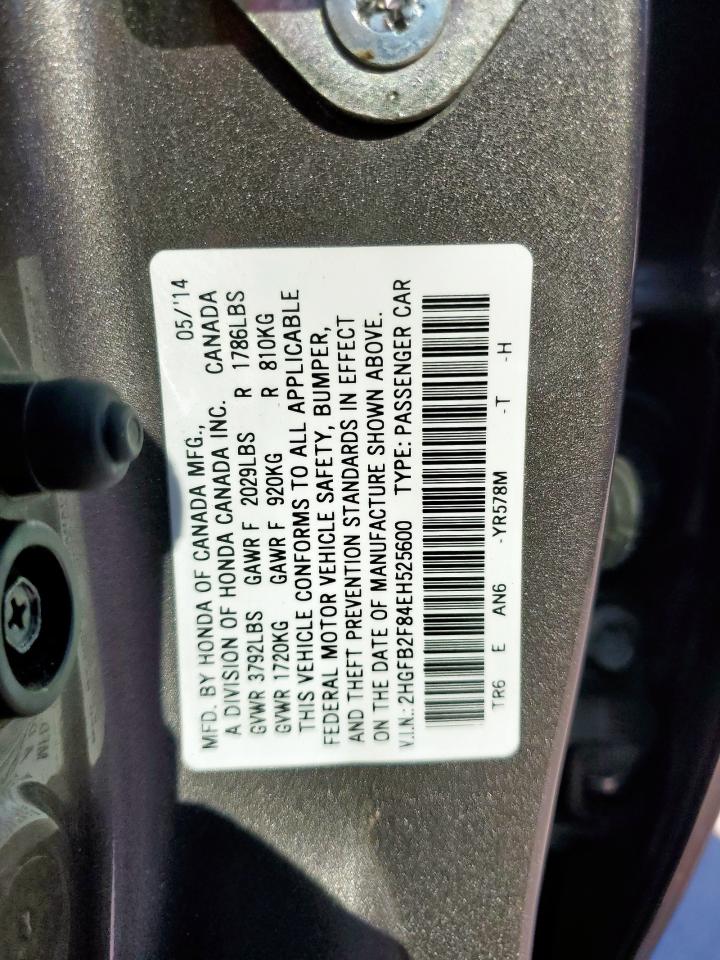 MFD. BY HONDA OF CANADA MFG., 05/'14
A DIVISION OF HONDA CANADA INC. CANADA
GVWR 3792LBS GAWR F 2029LBS R 1786LBS
GVWR 1720KG GAWR F 920KG R 810KG
THIS VEHICLE CONFORMS TO ALL APPLICABLE
FEDERAL MOTOR VEHICLE SAFETY, BUMPER,
AND THEFT PREVENTION STANDARDS IN EFFECT
ON THE DATE OF MANUFACTURE SHOWN ABOVE.
V.I.N.: 2HGFB2F84EH525600 TYPE: PASSENGER CAR
TR6 E AN6 -YR578M -T -H